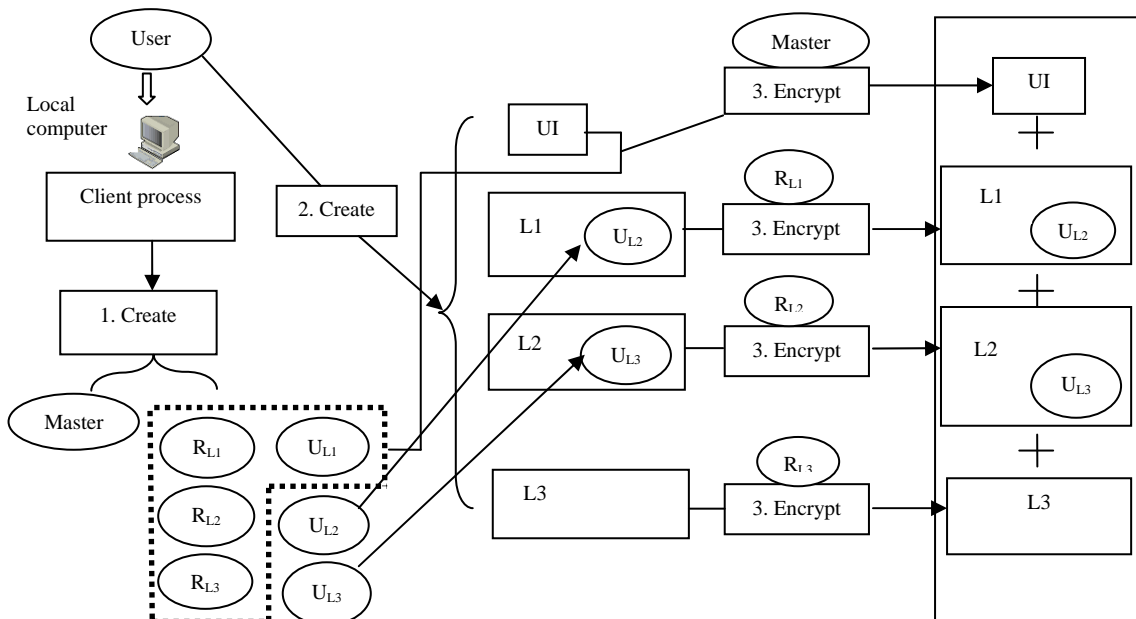 User
Local
computer
Client process
1. Create
Master
R_L1
U_L1
R_L2
U_L2
R_L3
U_L3
2. Create
UI
L1
U_L2
L2
U_L3
L3
Master
3. Encrypt
R_L1
3. Encrypt
R_L2
3. Encrypt
R_L3
3. Encrypt
UI
+
L1
U_L2
+
L2
U_L3
+
L3